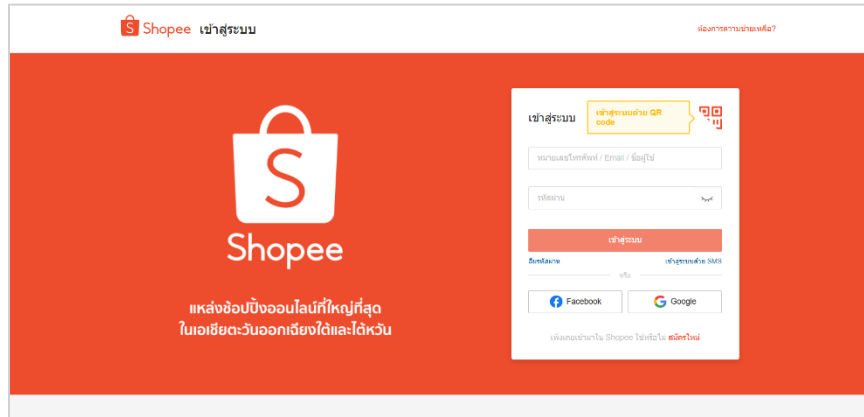 Shopee เข้าสู่ระบบ
ต้องการความช่วยเหลือ?
Shopee
แหล่งช้อปปิ้งออนไลน์ที่ใหญ่ที่สุด
ในเอเชียตะวันออกเฉียงใต้และไต้หวัน
เข้าสู่ระบบ
เข้าสู่ระบบด้วย QR
code
หมายเลขโทรศัพท์ / Email / ชื่อผู้ใช้
รหัสผ่าน
เข้าสู่ระบบ
ลืมรหัสผ่าน
เข้าสู่ระบบด้วย SMS
หรือ
Facebook
Google
เพิ่งเคยเข้ามาใน Shopee ใช่หรือไม่ สมัครใหม่